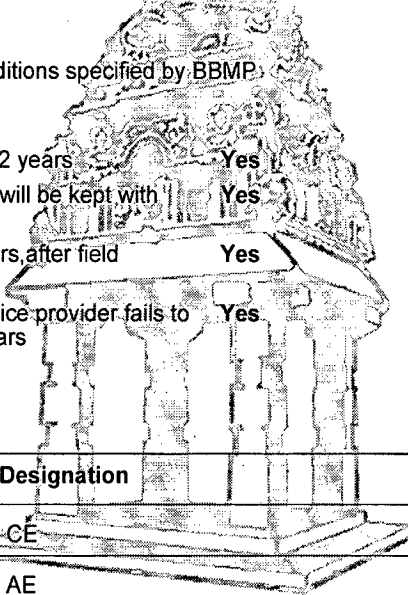 ditions specified by BBMP
2 years Yes
will be kept with Yes
rs,after field Yes
ice provider fails to Yes
ars
Designation
CE
AE